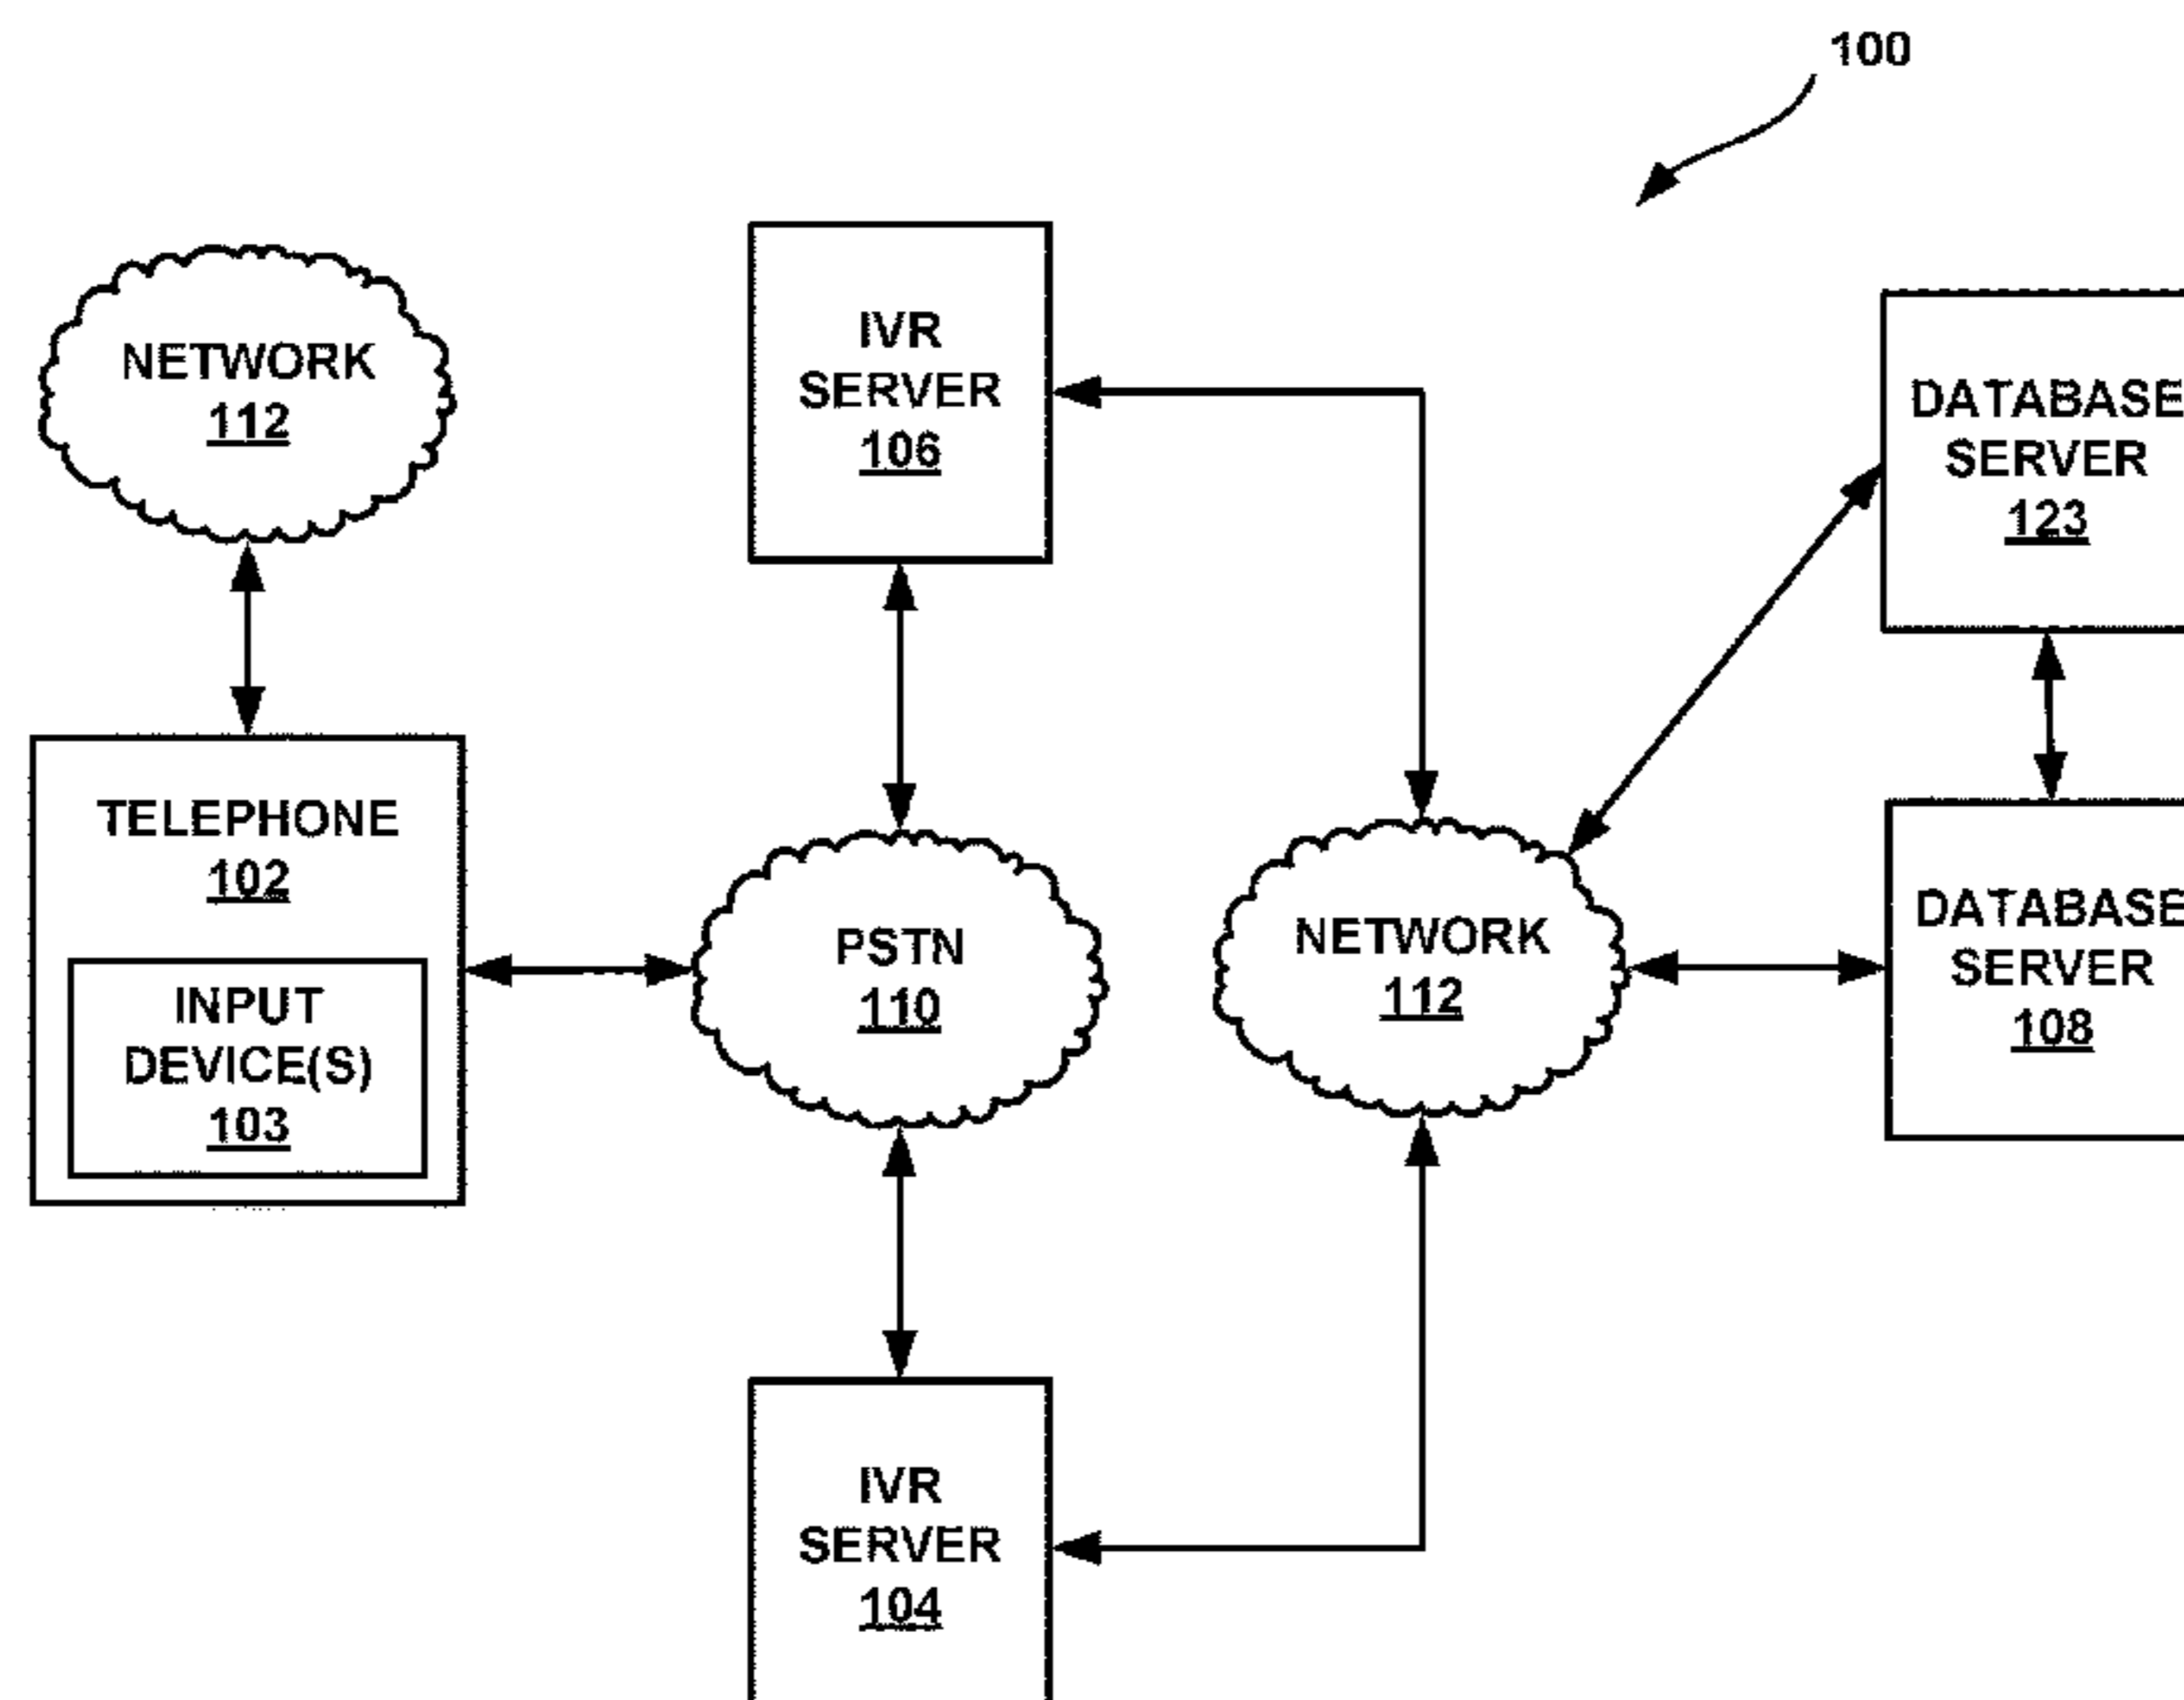 100
NETWORK
112
IVR
SERVER
106
DATABASE
SERVER
123
TELEPHONE
102
INPUT
DEVICE(S)
103
PSTN
110
NETWORK
112
DATABASE
SERVER
108
IVR
SERVER
104